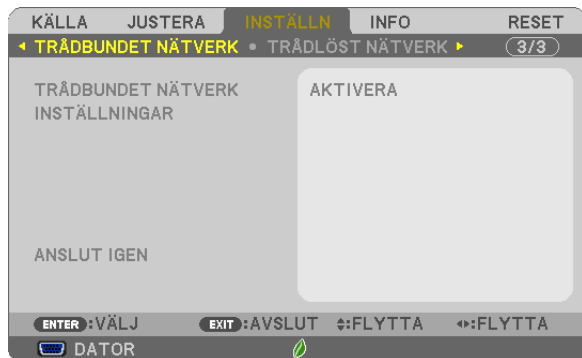 KÄLLA JUSTERA INSTÄLLN INFO RESET
TRÅDBUNDET NÄTVERK • TRÅDLÖST NÄTVERK 3/3
TRÅDBUNDET NÄTVERK AKTIVERA
INSTÄLLNINGAR
ANSLUT IGEN
ENTER :VÄLJ EXIT :AVSLUT :FLYTTA :FLYTTA
DATOR